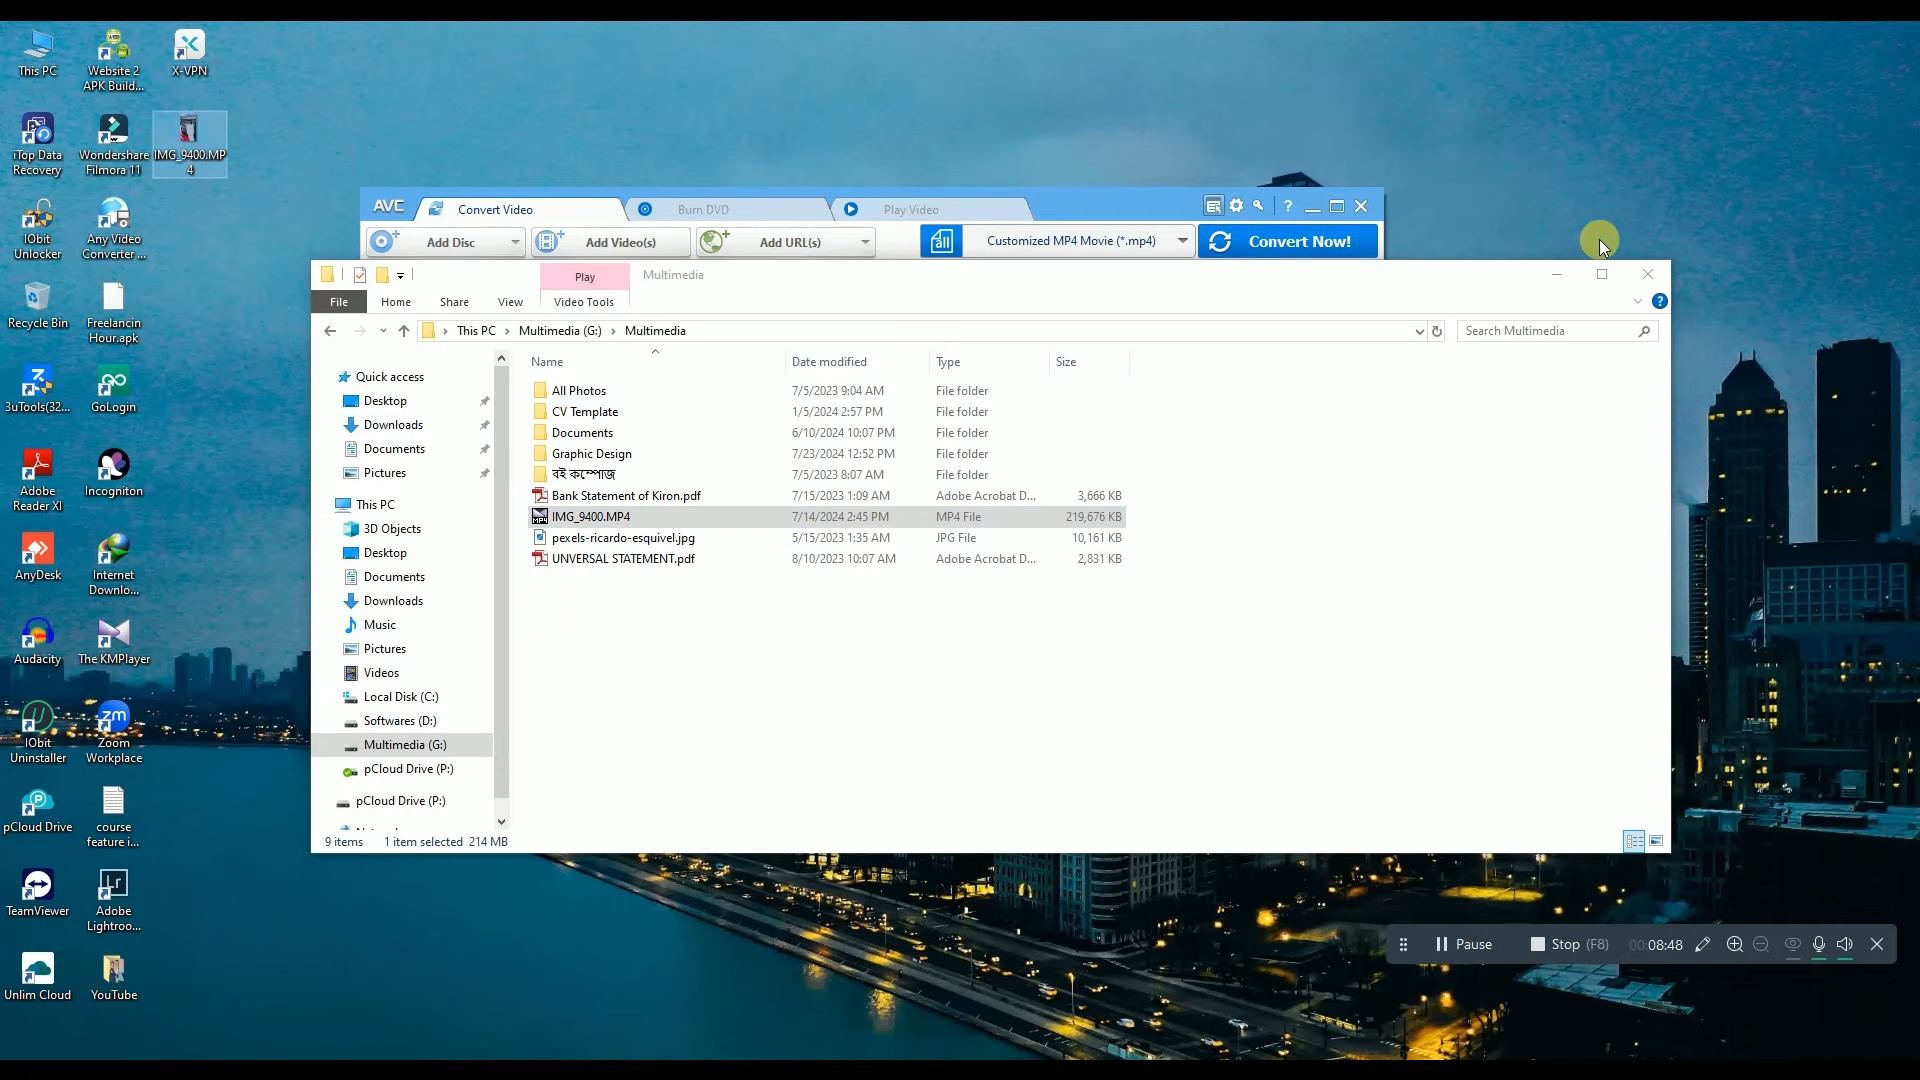 This PC
Website 2
APK Build...
X-VPN
iTop Data
Recovery
Wondershare
Filmora 11
IMG_9400.MP
4
IObit
Unlocker
Any Video
Converter ...
Recycle Bin
Freelancin
Hour.apk
3uTools(32...
GoLogin
Adobe
Reader XI
Incogniton
AnyDesk
Internet
Downlo...
Audacity
The KMPlayer
IObit
Uninstaller
Zoom
Workplace
pCloud Drive
course
feature i...
TeamViewer
Adobe
Lightroo...
Unlim Cloud
YouTube
AVC
Convert Video
Burn DVD
Play Video
Add Disc
Add Video(s)
Add URL(s)
all
Customized MP4 Movie (*.mp4)
Convert Now!
Play
Multimedia
File
Home
Share
View
Video Tools
This PC > Multimedia (G:) > Multimedia
Search Multimedia
Name
Date modified
Type
Size
Quick access
Desktop
Downloads
Documents
Pictures
This PC
3D Objects
Desktop
Documents
Downloads
Music
Pictures
Videos
Local Disk (C:)
Softwares (D:)
Multimedia (G:)
pCloud Drive (P:)
pCloud Drive (P:)
All Photos 7/5/2023 9:04 AM File folder
CV Template 1/5/2024 2:57 PM File folder
Documents 6/10/2024 10:07 PM File folder
Graphic Design 7/23/2024 12:52 PM File folder
বই কম্পোজ 7/5/2023 8:07 AM File folder
Bank Statement of Kiron.pdf 7/15/2023 1:09 AM Adobe Acrobat D... 3,666 KB
IMG_9400.MP4 7/14/2024 2:45 PM MP4 File 219,676 KB
pexels-ricardo-esquivel.jpg 5/15/2023 1:35 AM JPG File 10,161 KB
UNVERSAL STATEMENT.pdf 8/10/2023 10:07 AM Adobe Acrobat D... 2,831 KB
9 items 1 item selected 214 MB
Pause
Stop (F8)
00:08:48